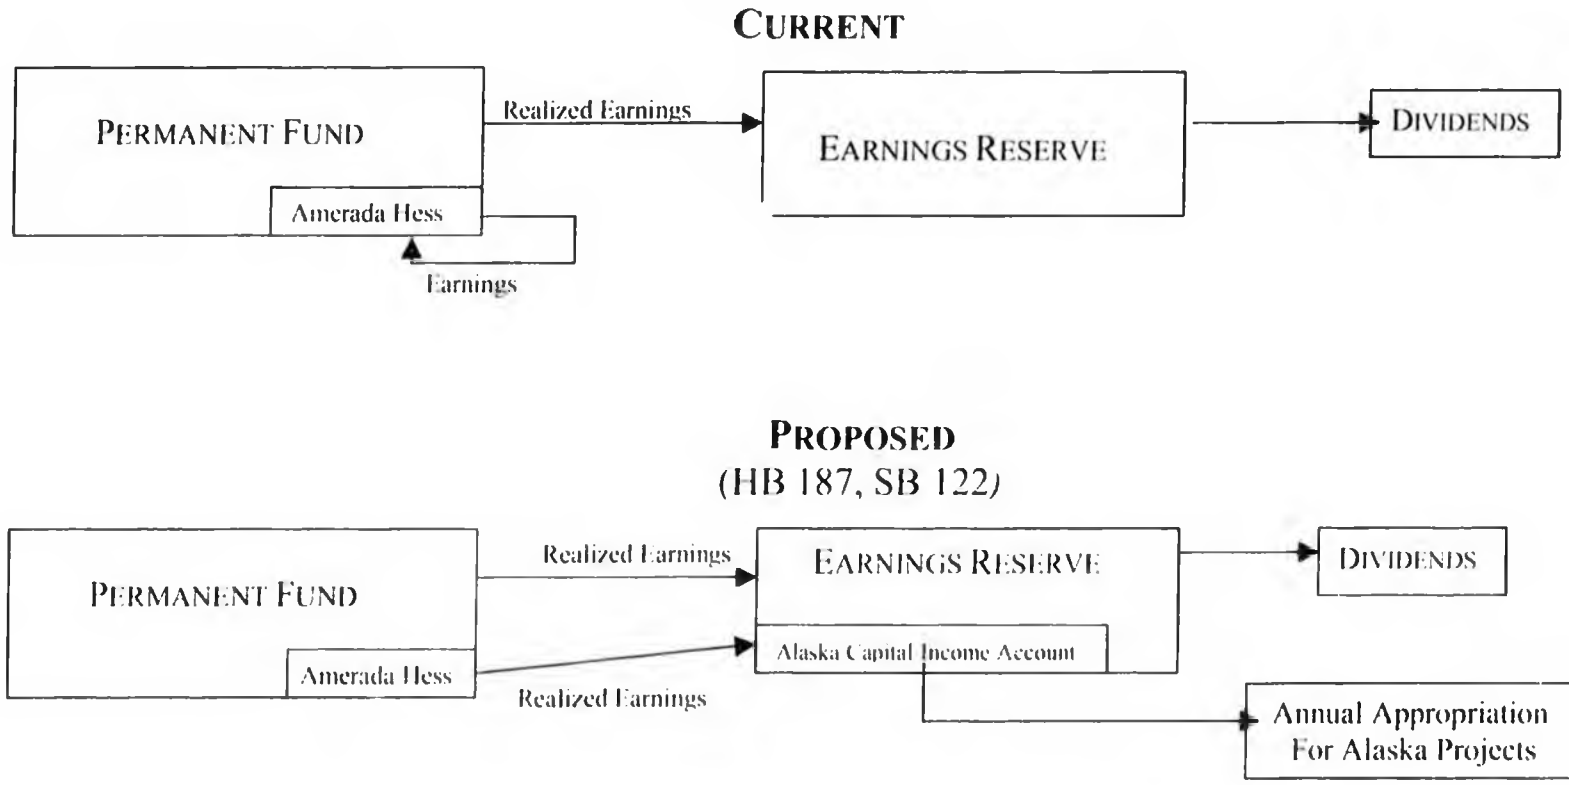 CURRENT
PERMANENT FUND
Amerada Hess
Earnings
Realized Earnings
EARNINGS RESERVE
DIVIDENDS
PROPOSED
(HB 187, SB 122)
PERMANENT FUND
Amerada Hess
Realized Earnings
Realized Earnings
EARNINGS RESERVE
Alaska Capital Income Account
DIVIDENDS
Annual Appropriation
For Alaska Projects